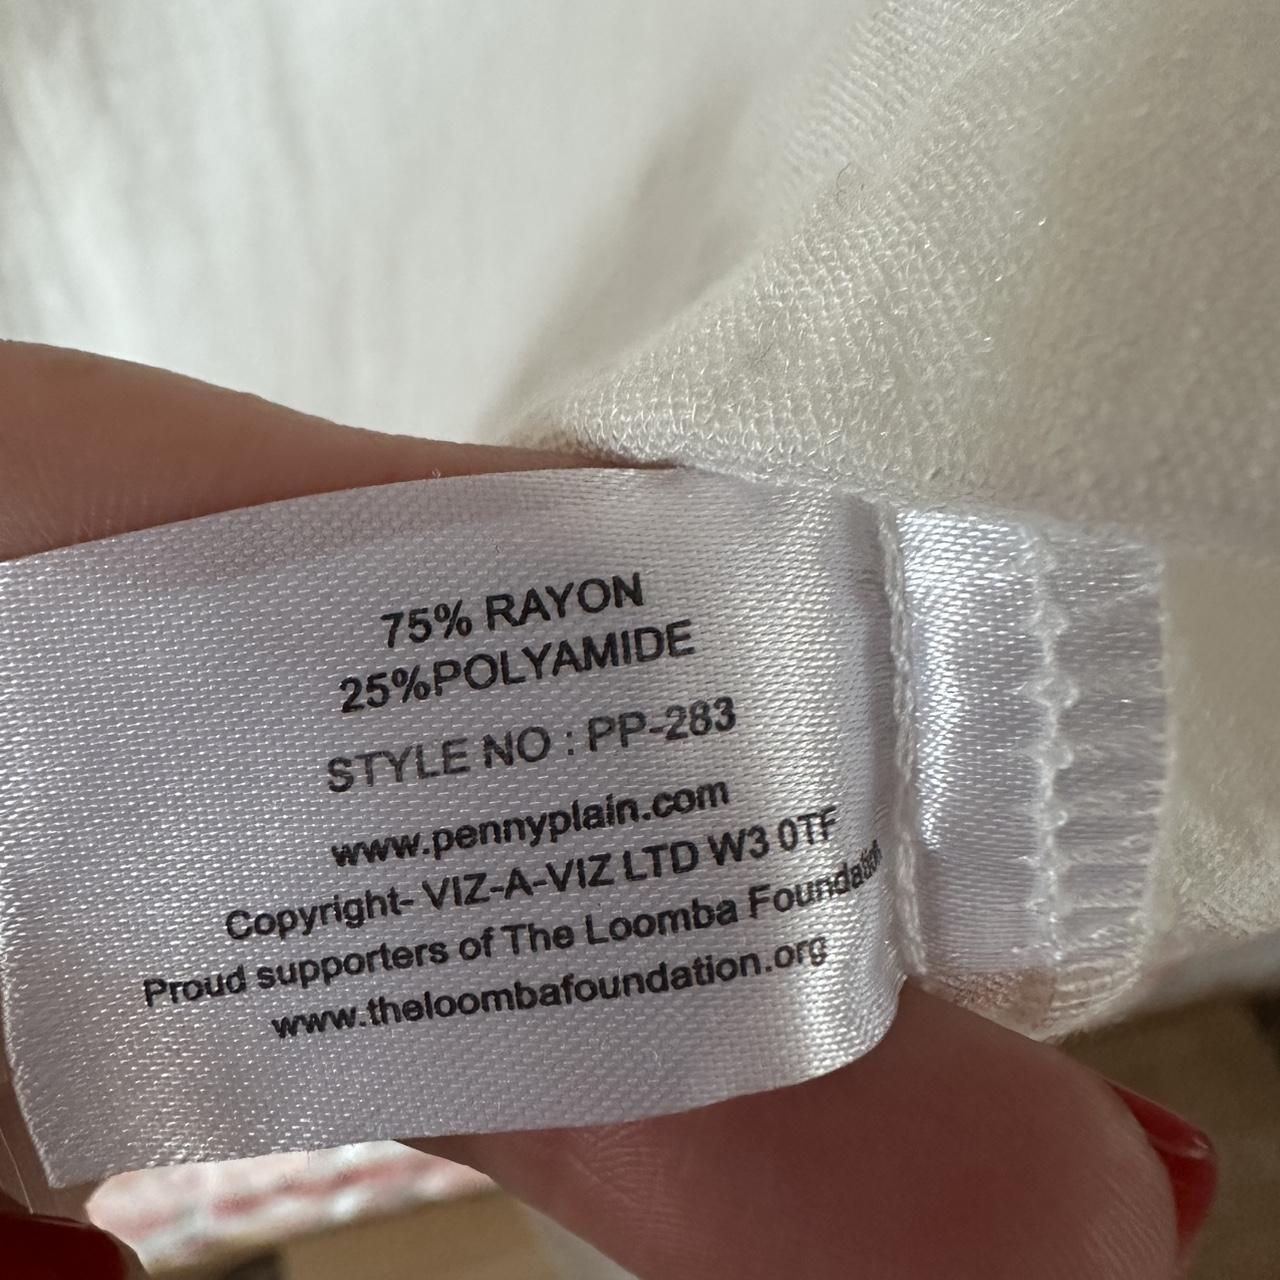 75% RAYON
25%POLYAMIDE
STYLE NO : PP-283
www.pennyplain.com
Copyright- VIZ-A-VIZ LTD W3 0TF
Proud supporters of The Loomba Foundation
www.theloombafoundation.org